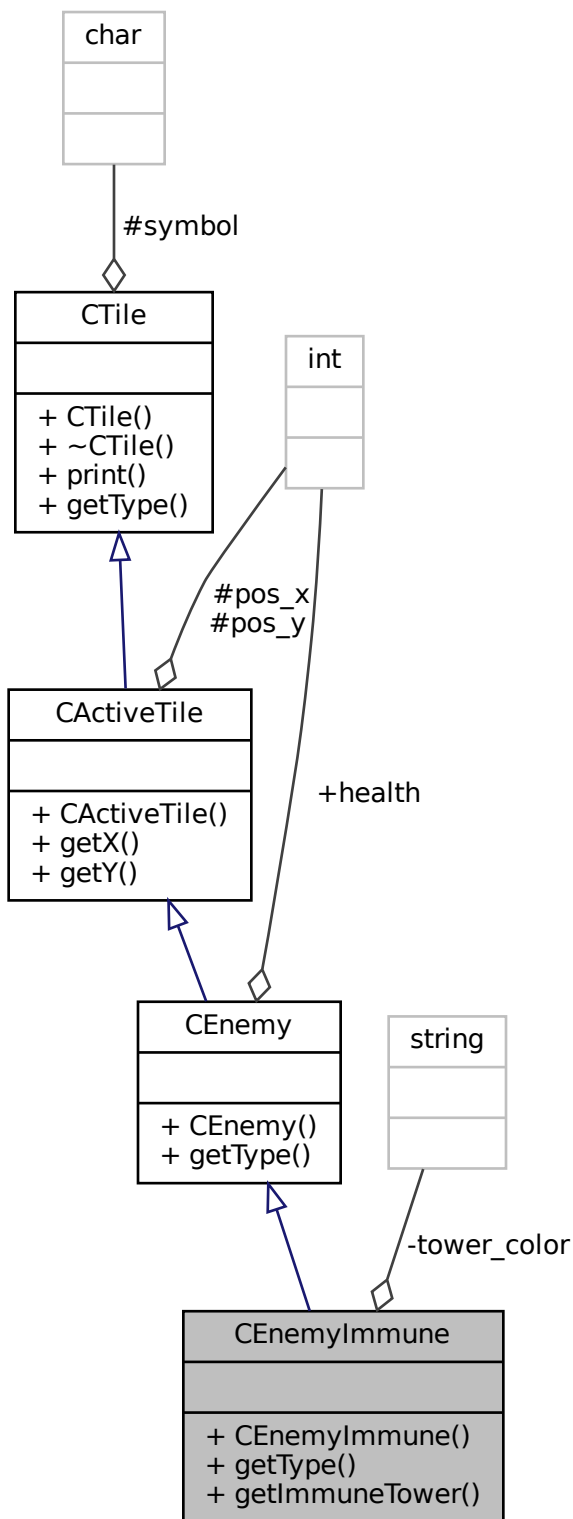 char
#symbol
CTile
+ CTile()
+ ~CTile()
+ print()
+ getType()
int
#pos_x
#pos_y
CActiveTile
+ CActiveTile()
+ getX()
+ getY()
+health
CEnemy
+ CEnemy()
+ getType()
string
-tower_color
CEnemyImmune
+ CEnemyImmune()
+ getType()
+ getImmuneTower()